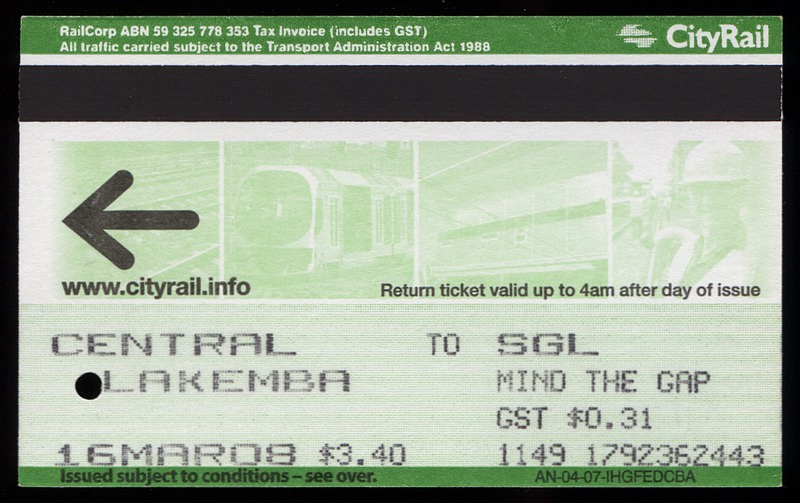 RailCorp ABN 59 325 778 353 Tax Invoice (includes GST)
All traffic carried subject to the Transport Administration Act 1988
CityRail
www.cityrail.info
Return ticket valid up to 4am after day of issue
CENTRAL TO SGL
LAKEMBA MIND THE GAP
GST $0.31
16MAR08 $3.40 1149 1792362443
Issued subject to conditions – see over. AN-04-07-IHGFEDCBA